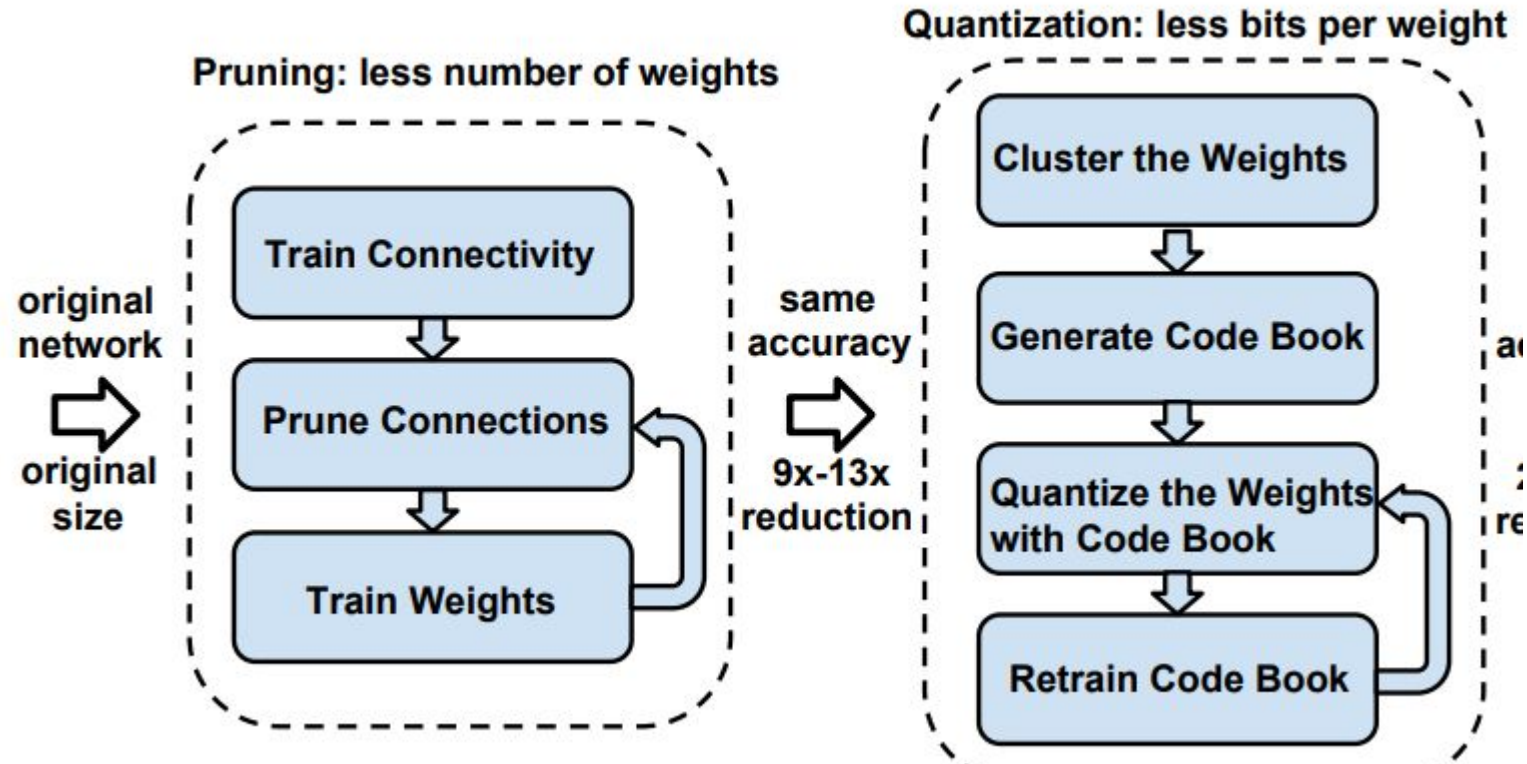 Pruning: less number of weights
Quantization: less bits per weight
original
network
original
size
Train Connectivity
Prune Connections
Train Weights
same
accuracy
9x-13x
reduction
Cluster the Weights
Generate Code Book
Quantize the Weights
with Code Book
Retrain Code Book